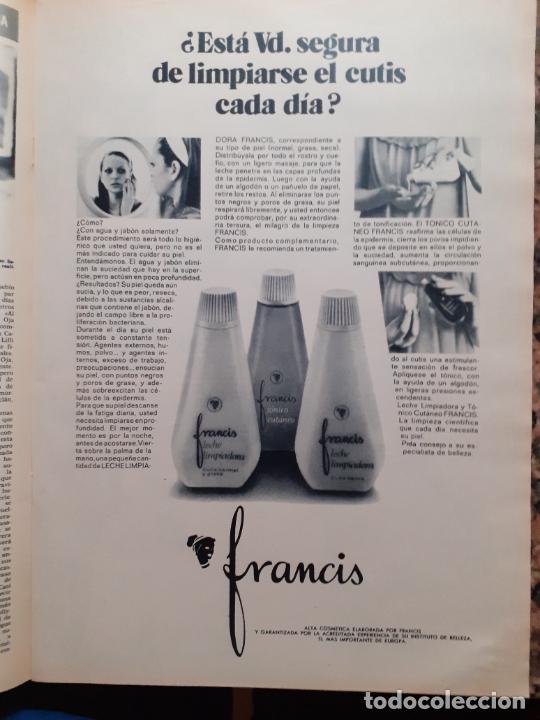 ¿Está Vd. segura
de limpiarse el cutis
cada día?
¿Cómo?
¿Con agua y jabón solamente?
Este procedimiento será todo lo higié-
nico que usted quiera, pero no es el
más indicado para cuidar su piel.
Entendámonos. El agua y jabón elimi-
nan la suciedad que hay en la super-
ficie, pero actúan en poca profundidad.
¿Resultados? Su piel queda aún
sucia, y lo que es peor, reseca,
debido a las sustancias alcali-
nas que contiene el jabón, de-
jando el campo libre a la pro-
liferación bacteriana.
Durante el día su piel está
sometida a constante ten-
sión. Agentes externos, hu-
mos, polvo... y agentes in-
ternos, exceso de trabajo,
preocupaciones... ensucian
su piel, con puntos negros
y poros de grasa, y ade-
más sobreexcitan las cé-
lulas de la epidermis.
Para que su piel descanse
de la fatiga diaria, usted
necesita limpiarse en pro-
fundidad. El mejor mo-
mento es por la noche,
antes de acostarse. Vier-
ta sobre la palma de la
mano, una pequeña can-
tidad de LECHE LIMPIA-
DORA FRANCIS, correspondiente a
su tipo de piel (normal, grasa, seca).
Distribúyala por todo el rostro y cue-
llo, con un ligero masaje, para que la
leche penetre en las capas profundas
de la epidermis. Luego con la ayuda
de un algodón o un pañuelo de papel,
retire los restos. Al eliminarse los pun-
tos negros y poros de grasa, su piel
respirará libremente, y usted entonces
podrá comprobar, por su extraordina-
ria tersura, el milagro de la limpieza
FRANCIS.
Como producto complementario,
FRANCIS le recomienda un tratamien-
to de tonificación. El TONICO CUTA-
NEO FRANCIS reafirma las células de
la epidermis, cierra los poros impidien-
do que se deposite en ellos el polvo y
la suciedad, aumenta la circulación
sanguínea subcutánea, proporcionan-
do al cutis una estimulan-
te sensación de frescor.
Aplíquese el tónico, con
la ayuda de un algodón,
en ligeras presiones as-
cendentes.
Leche Limpiadora y Tó-
nico Cutáneo FRANCIS.
La limpieza científica
que cada día necesita
su piel.
Pida consejo a su es-
pecialista de belleza.
francis
leche
limpiadora
Cutis normal
y grasa
francis
tónico
cutáneo
francis
leche
limpiadora
francis
ALTA COSMETICA ELABORADA POR FRANCIS
Y GARANTIZADA POR LA ACREDITADA EXPERIENCIA DE SU INSTITUTO DE BELLEZA,
EL MAS IMPORTANTE DE EUROPA.
todocoleccion.net